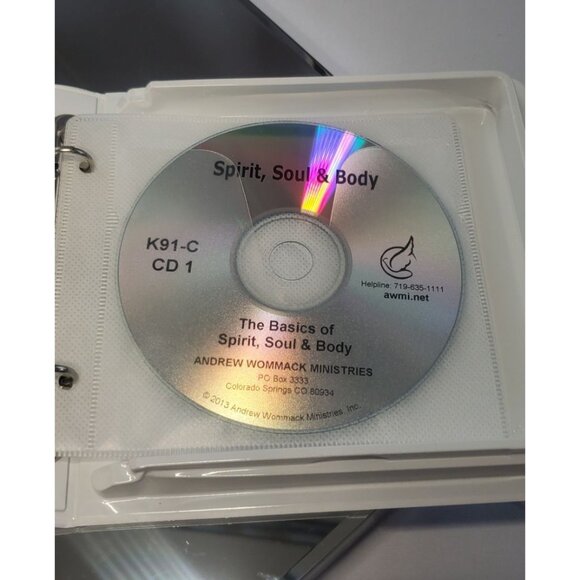 Spirit, Soul & Body
K91-C
CD 1
Helpline: 719-635-1111
awmi.net
The Basics of
Spirit, Soul & Body
ANDREW WOMMACK MINISTRIES
PO Box 3333
Colorado Springs CO 80934
© 2013 Andrew Wommack Ministries, Inc.